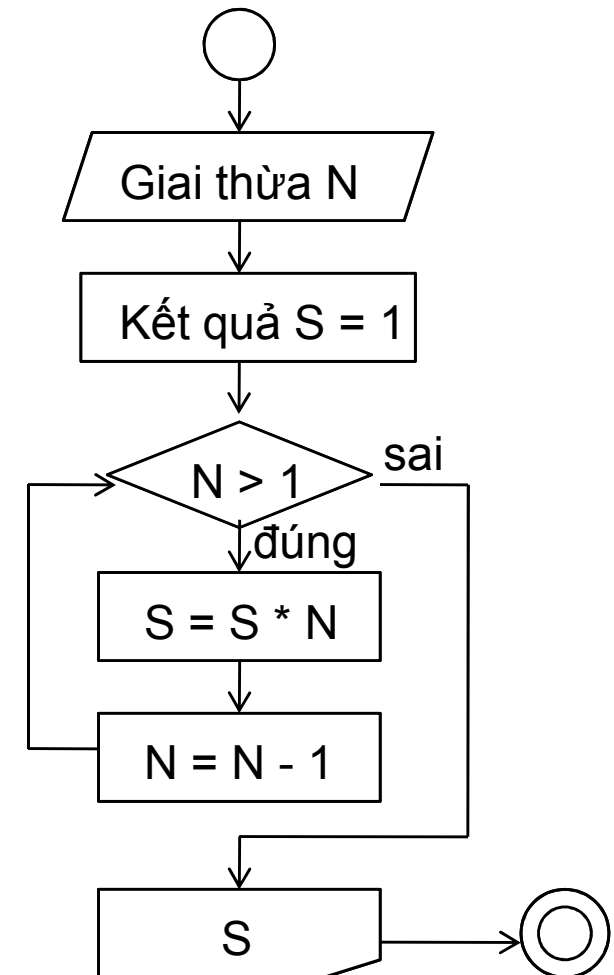 Giai thừa N
Kết quả S = 1
N > 1
sai
đúng
S = S * N
N = N - 1
S